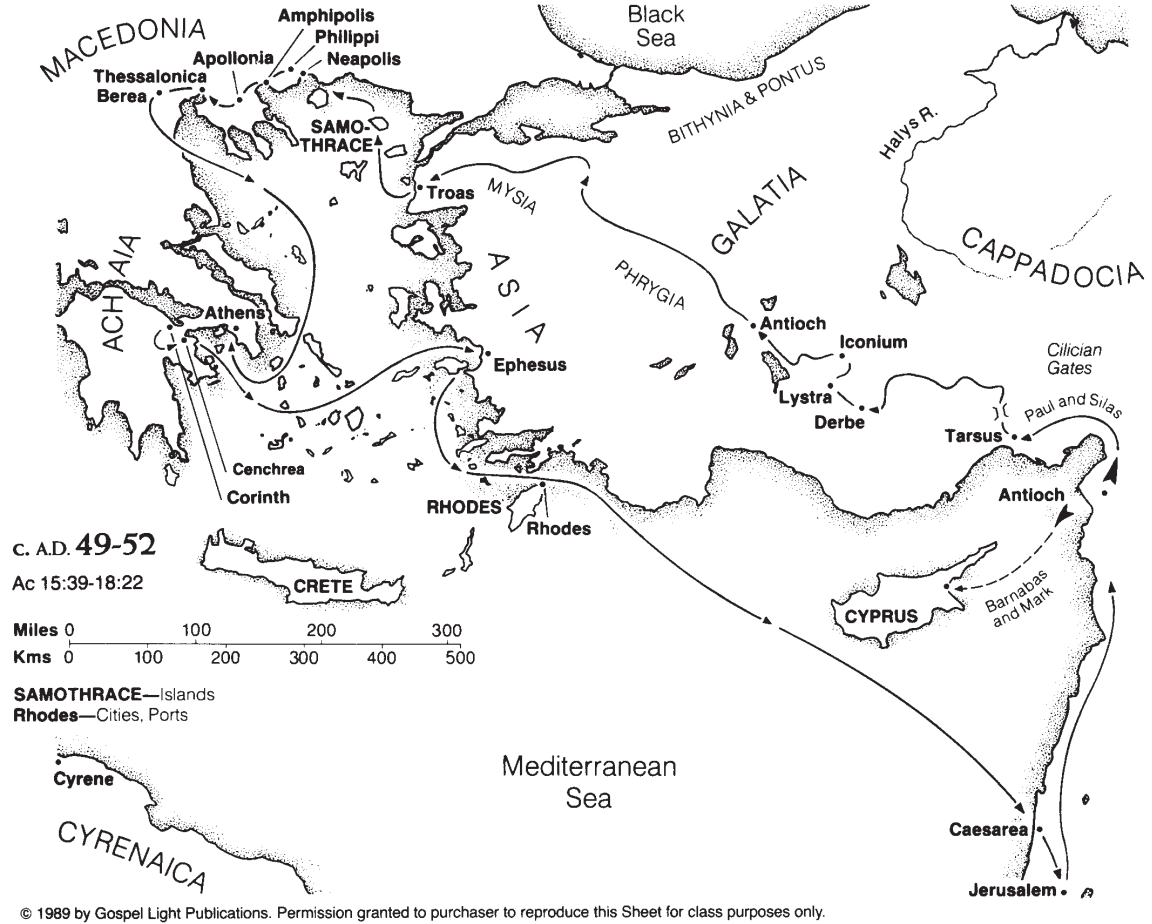 Black
Sea
Amphipolis
Philippi
Neapolis
MACEDONIA
Apollonia
Thessalonica
Berea
SAMO-
THRACE
Troas
MYSIA
BITHYNIA & PONTUS
Halys R.
GALATIA
CAPPADOCIA
PHRYGIA
ASIA
ACHAIA
Athens
Ephesus
Antioch
Iconium
Lystra
Derbe
Cilician
Gates
Paul and Silas
Tarsus
Antioch
Cenchrea
Corinth
RHODES
Rhodes
C. A.D. 49-52
Ac 15:39-18:22
CRETE
CYPRUS
Barnabas
and Mark
Miles 0 100 200 300
Kms 0 100 200 300 400 500
SAMOTHRACE—Islands
Rhodes—Cities, Ports
Cyrene
CYRENAICA
Mediterranean
Sea
Caesarea
Jerusalem
© 1989 by Gospel Light Publications. Permission granted to purchaser to reproduce this Sheet for class purposes only.